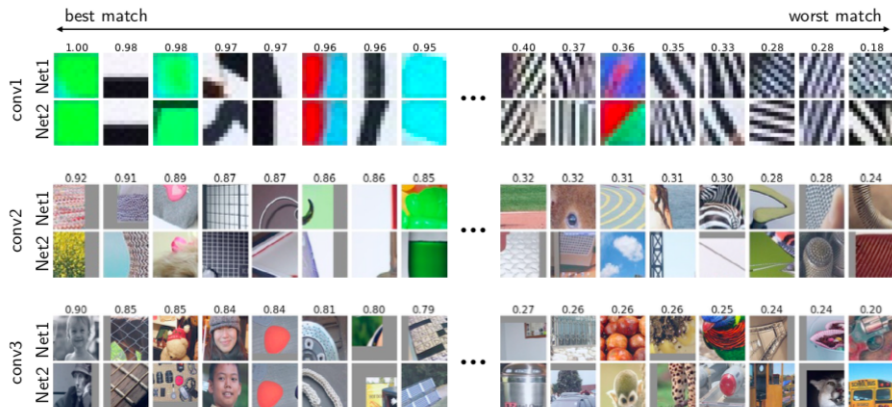 best match worst match
1.00 0.98 0.98 0.97 0.97 0.96 0.96 0.95 0.40 0.37 0.36 0.35 0.33 0.28 0.28 0.18
conv1
Net1
Net2
0.92 0.91 0.89 0.87 0.87 0.86 0.86 0.85 0.32 0.32 0.31 0.31 0.30 0.28 0.28 0.24
conv2
Net1
Net2
0.90 0.85 0.85 0.84 0.84 0.81 0.80 0.79 0.27 0.26 0.26 0.26 0.25 0.24 0.24 0.20
conv3
Net1
Net2